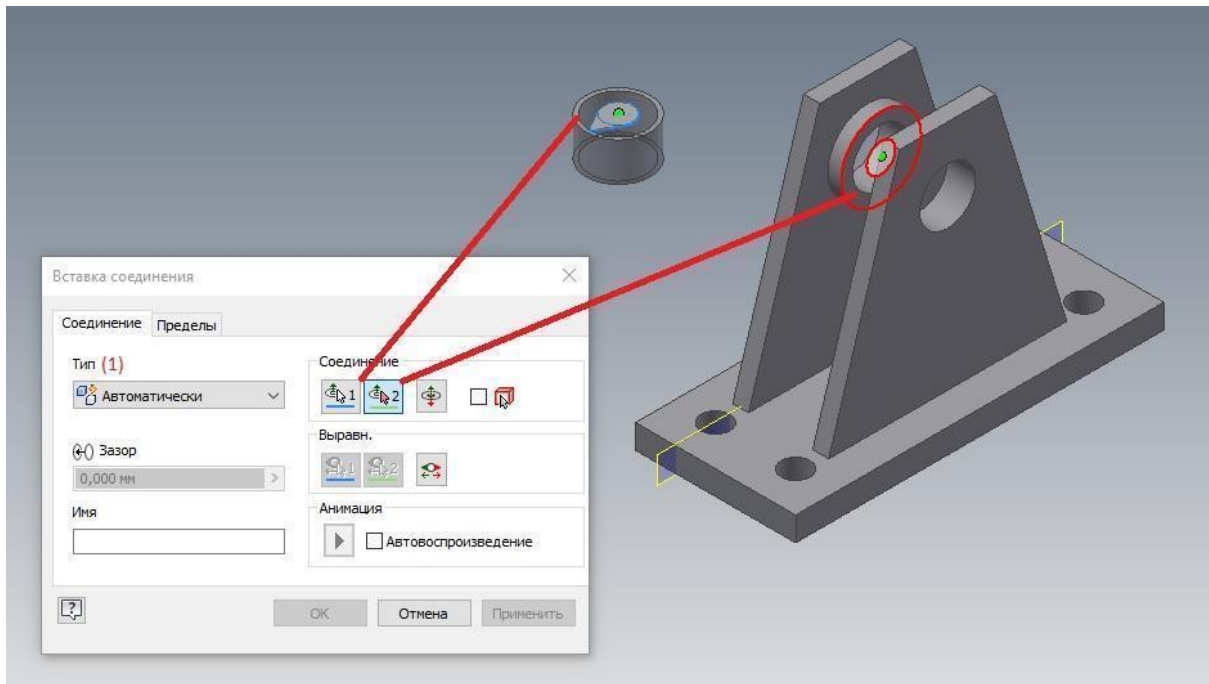 Вставка соединения
Соединение Пределы
Тип (1)
Автоматически
Зазор
0,000 мм
Имя
Соединение
1 2
Выравн.
1 2
Анимация
Автовоспроизведение
?
ОК Отмена Применить